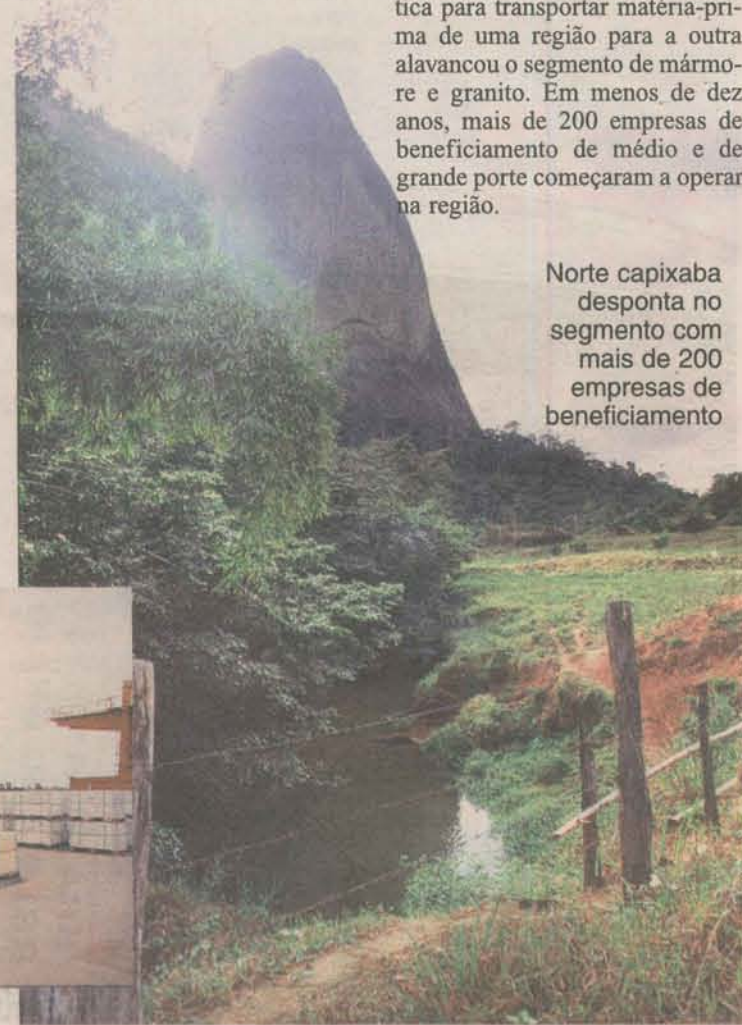 tica para transportar matéria-pri-
ma de uma região para a outra
alavancou o segmento de mármo-
re e granito. Em menos de dez
anos, mais de 200 empresas de
beneficiamento de médio e de
grande porte começaram a operar
na região.
Norte capixaba
desponta no
segmento com
mais de 200
empresas de
beneficiamento